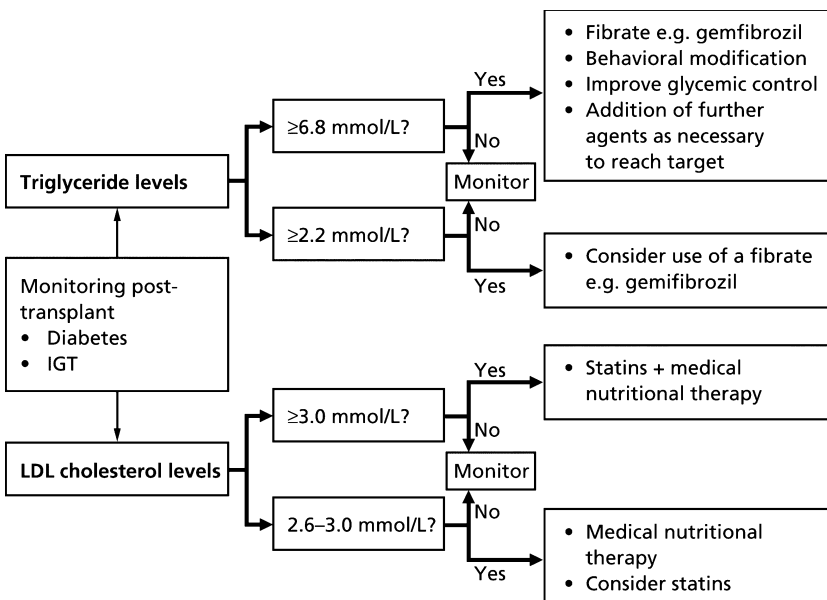 • Fibrate e.g. gemfibrozil
• Behavioral modification
• Improve glycemic control
• Addition of further
agents as necessary
to reach target
Yes
≥6.8 mmol/L?
No
Triglyceride levels
Monitor
≥2.2 mmol/L?
No
Yes
• Consider use of a fibrate
e.g. gemifibrozil
Monitoring post-
transplant
• Diabetes
• IGT
Yes
• Statins + medical
nutritional therapy
≥3.0 mmol/L?
No
LDL cholesterol levels
Monitor
2.6–3.0 mmol/L?
No
Yes
• Medical nutritional
therapy
• Consider statins